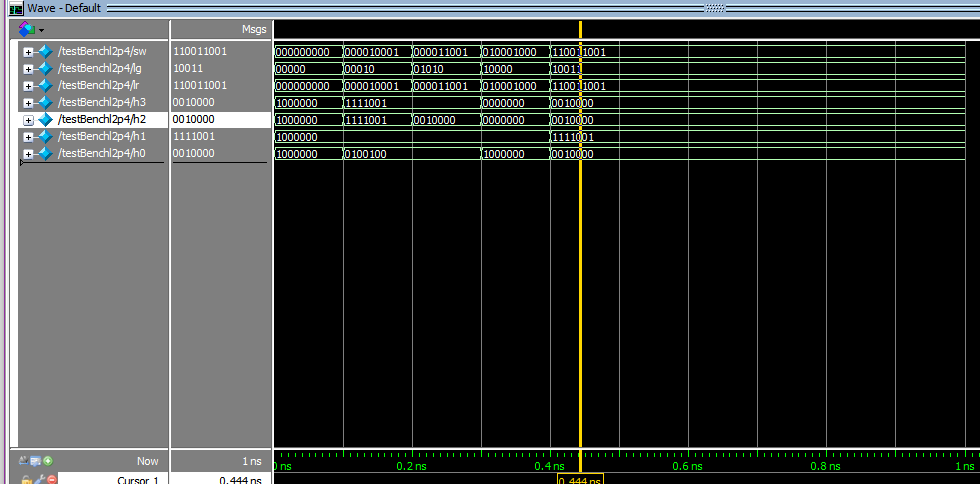 Wave - Default
Msgs
/testBenchl2p4/sw 110011001 000000000 000010001 000011001 010001000 110011001
/testBenchl2p4/lg 10011 00000 00010 01010 10000 10011
/testBenchl2p4/lr 110011001 000000000 000010001 000011001 010001000 110011001
/testBenchl2p4/h3 0010000 1000000 1111001 0000000 0010000
/testBenchl2p4/h2 0010000 1000000 1111001 0010000 0000000 0010000
/testBenchl2p4/h1 1111001 1000000 1111001
/testBenchl2p4/h0 0010000 1000000 0100100 1000000 0010000
Now 1 ns 0 ns 0.2 ns 0.4 ns 0.6 ns 0.8 ns 1 ns
Cursor 1 0.444 ns 0.444 ns